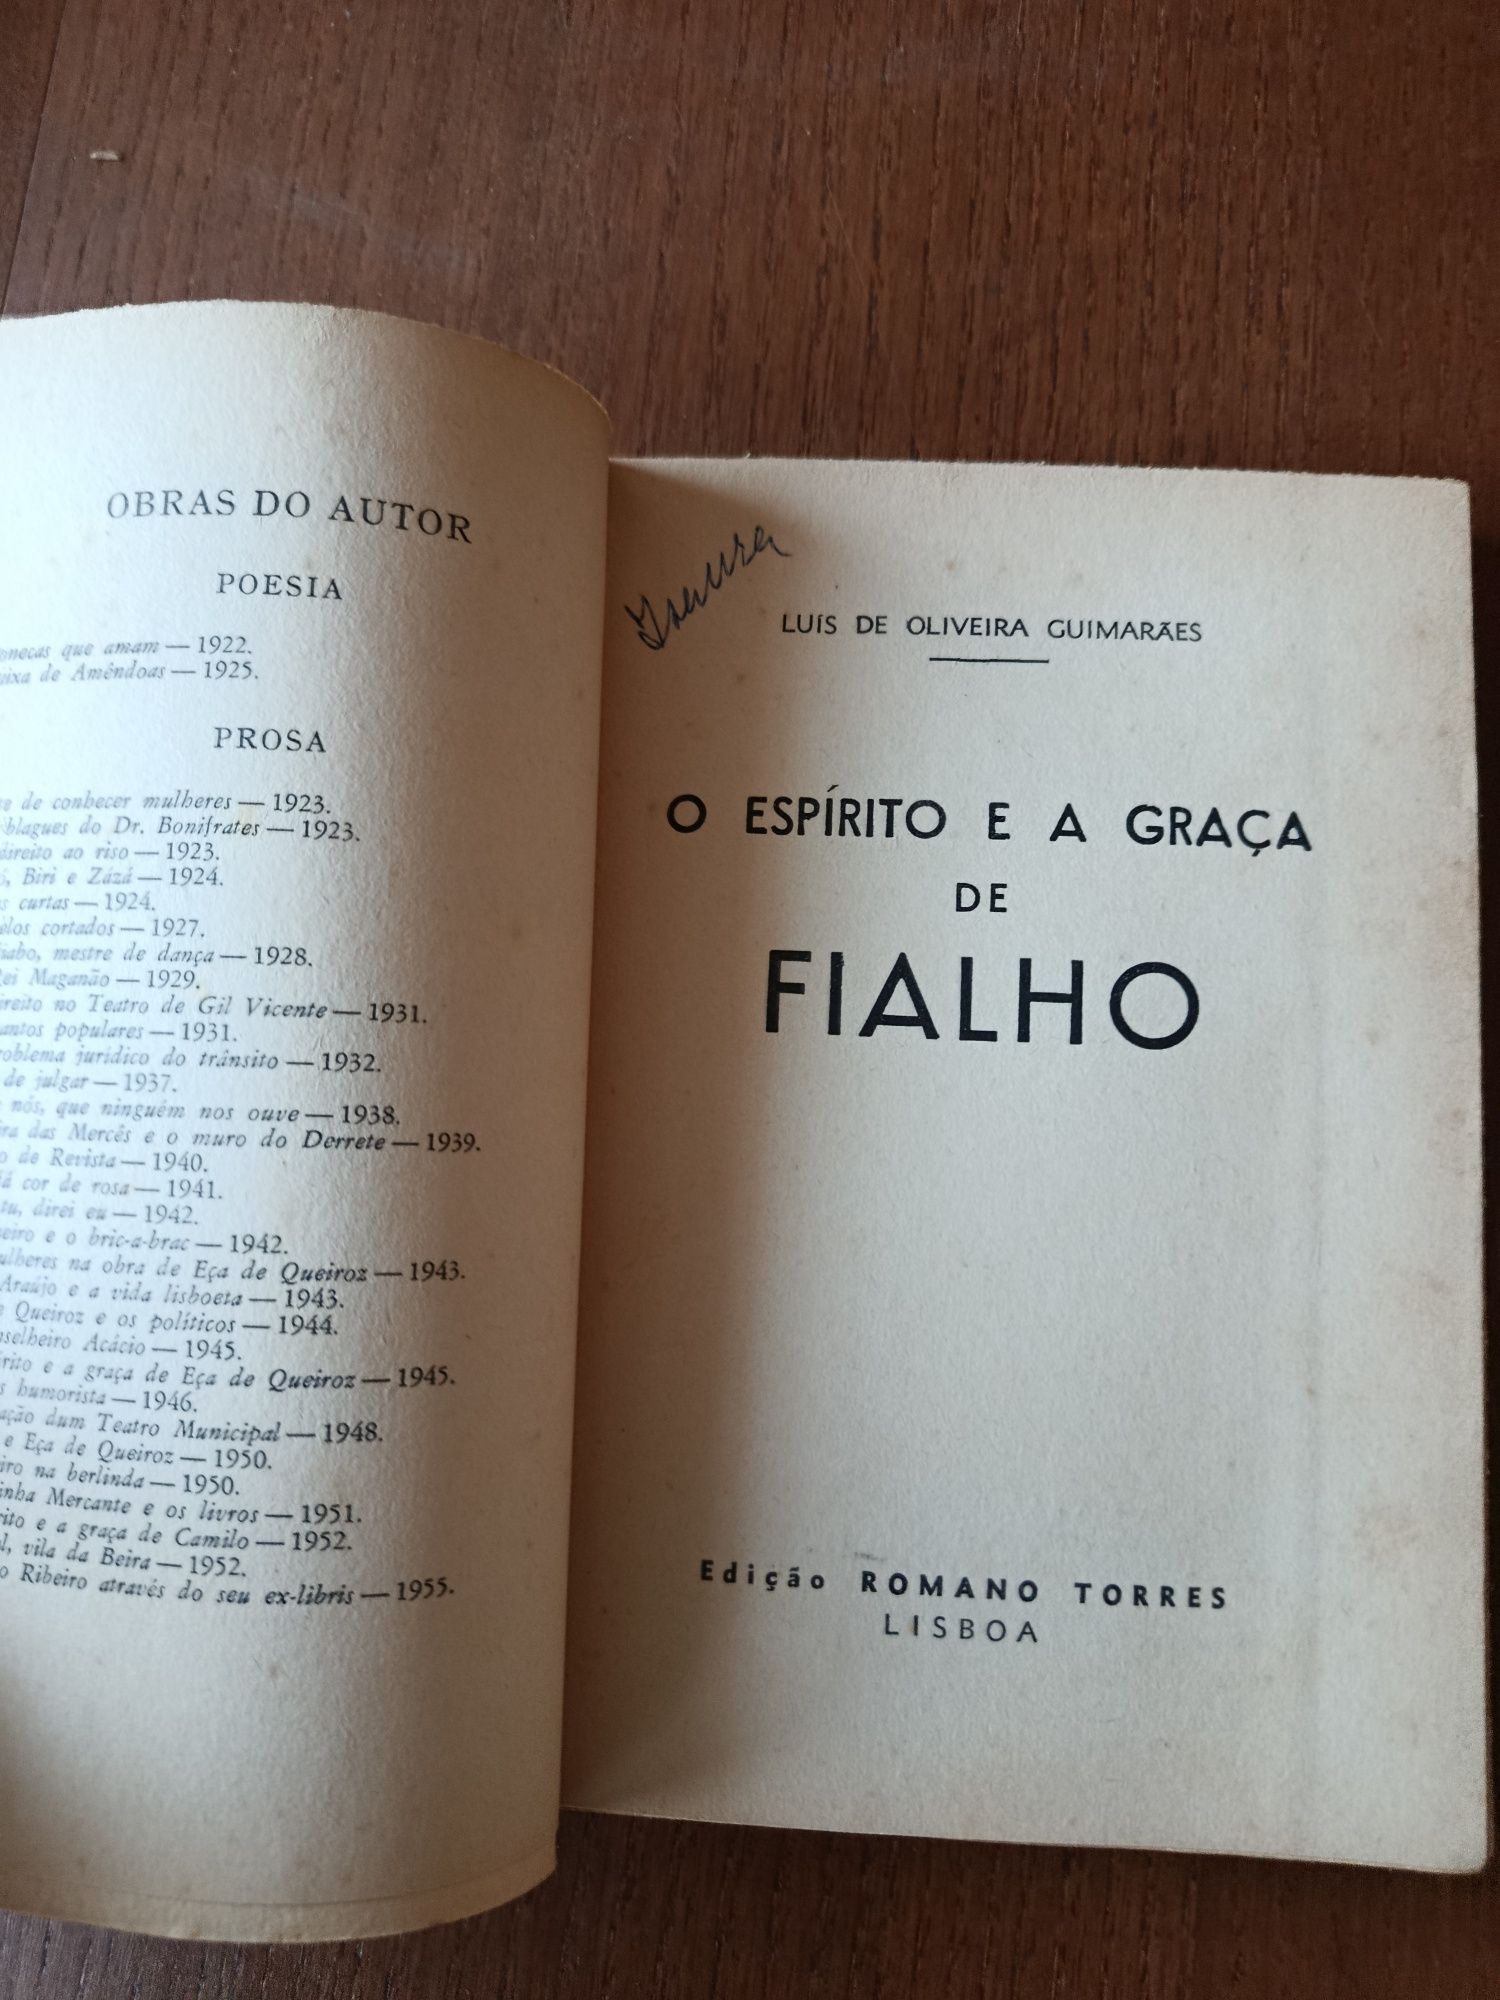 OBRAS DO AUTOR
POESIA
que amam — 1922.
de Amêndoas — 1925.
PROSA
de conhecer mulheres — 1923.
blagues do Dr. Bonifrates — 1923.
direito ao riso — 1923.
Biri e Zázá — 1924.
curtas — 1924.
cortados — 1927.
mestre de dança — 1928.
Maganão — 1929.
no Teatro de Gil Vicente — 1931.
populares — 1931.
jurídico do trânsito — 1932.
de julgar — 1937.
nós, que ninguém nos ouve — 1938.
das Mercês e o muro do Derrete — 1939.
de Revista — 1940.
cor de rosa — 1941.
tu, direi eu — 1942.
e o bric-a-brac — 1942.
na obra de Eça de Queiroz — 1943.
Araújo e a vida lisboeta — 1943.
Queiroz e os políticos — 1944.
Acácio — 1945.
e a graça de Eça de Queiroz — 1945.
humorista — 1946.
dum Teatro Municipal — 1948.
e Eça de Queiroz — 1950.
na berlinda — 1950.
Mercante e os livros — 1951.
e a graça de Camilo — 1952.
vila da Beira — 1952.
Ribeiro através do seu ex-libris — 1955.
LUÍS DE OLIVEIRA GUIMARÃES
O ESPÍRITO E A GRAÇA
DE
FIALHO
Edição ROMANO TORRES
LISBOA